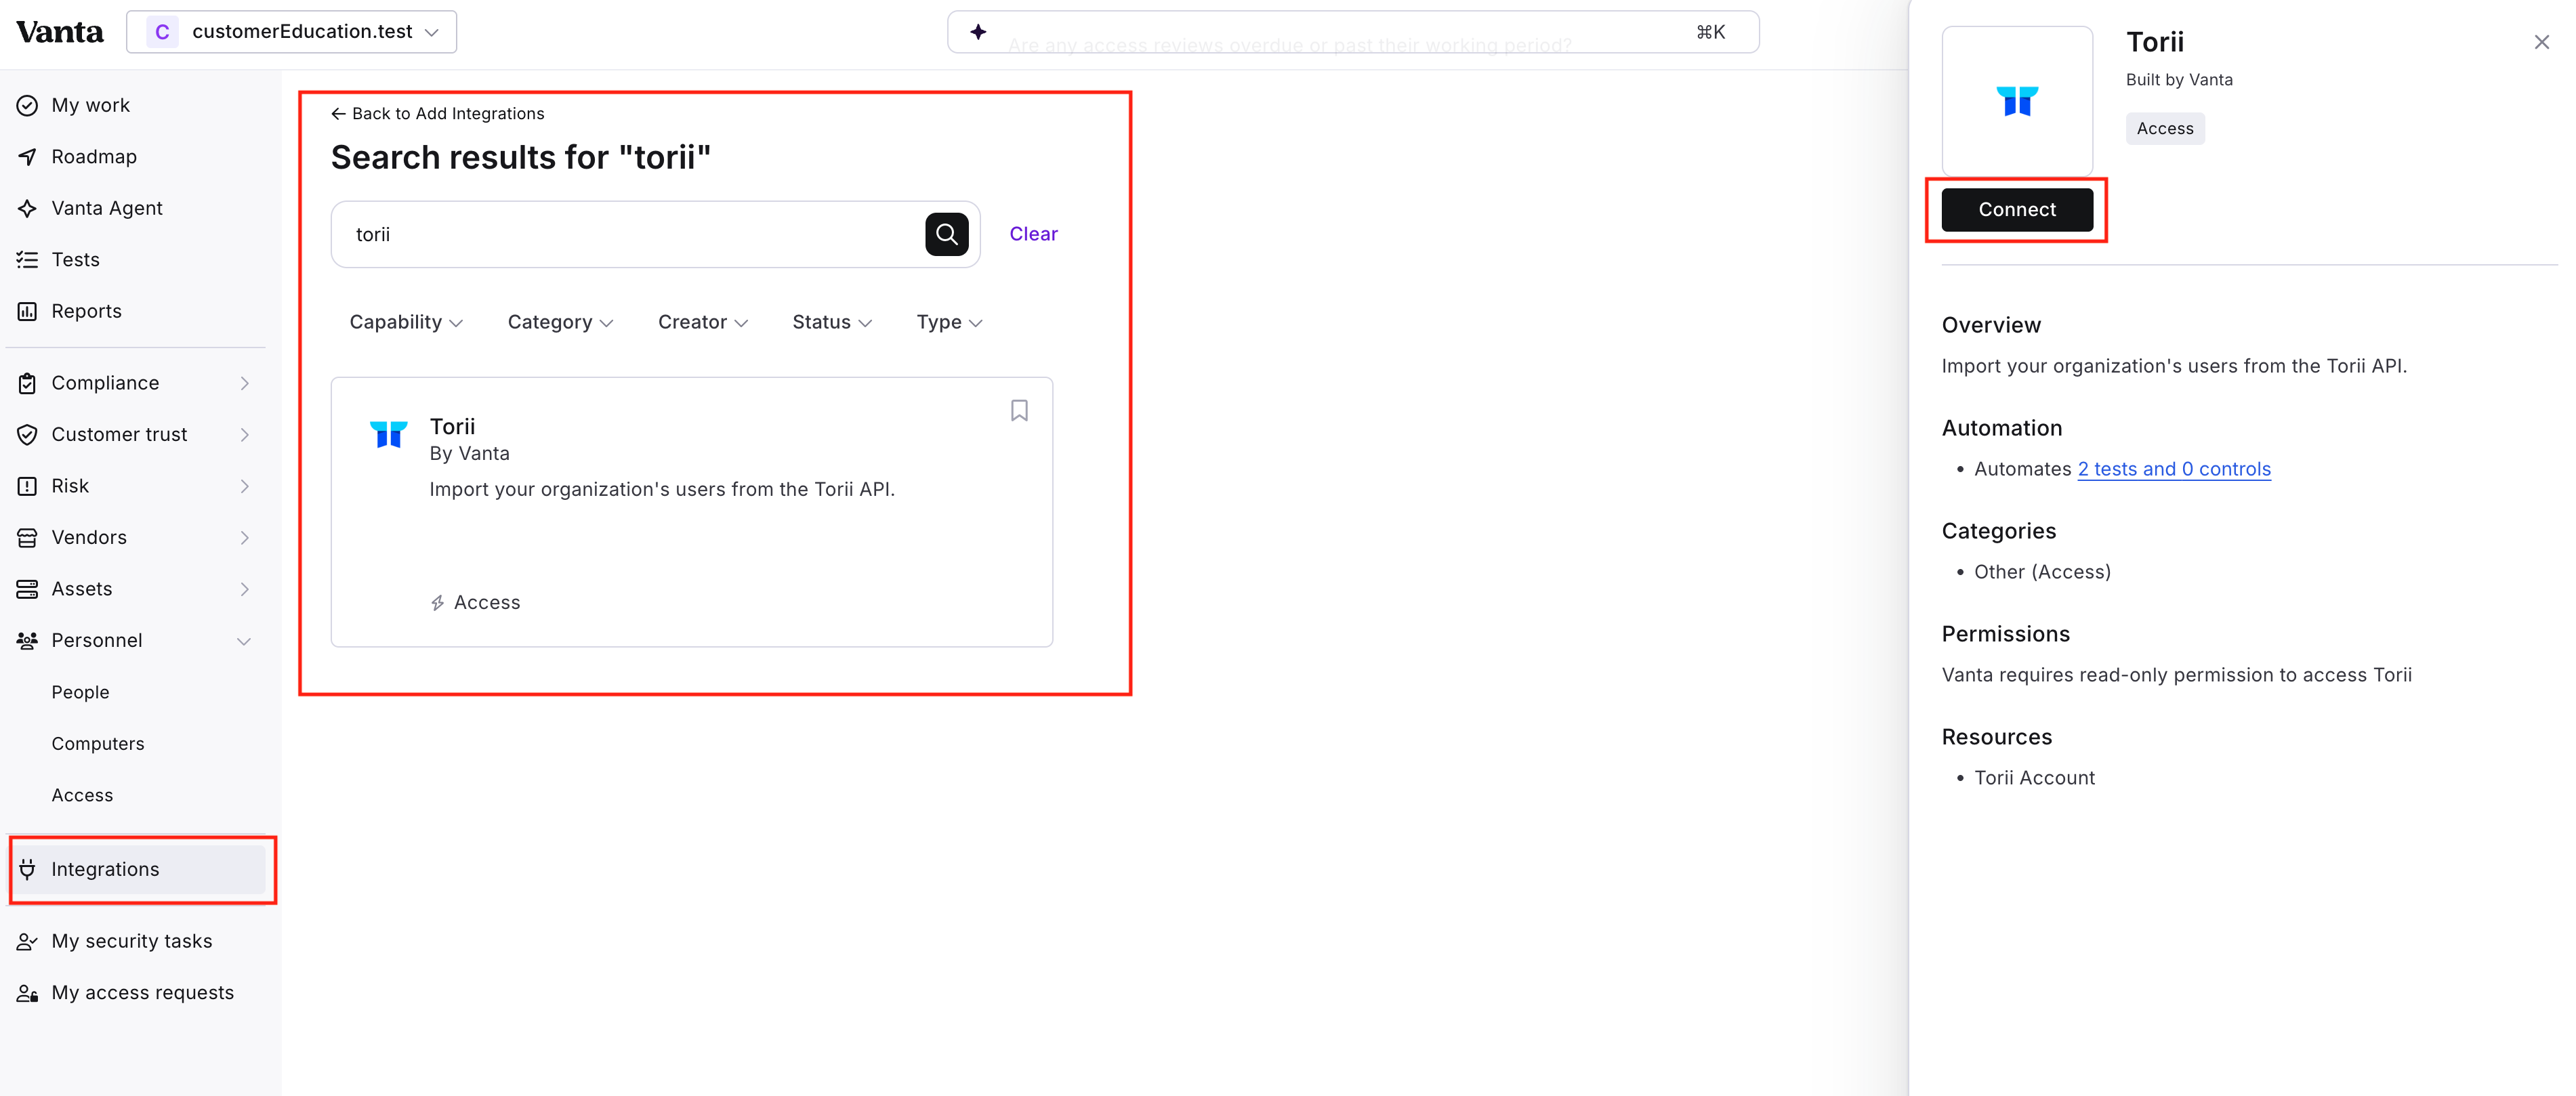 Vanta
C customerEducation.test
Are any access reviews overdue or past their working period?
⌘K
My work
Roadmap
Vanta Agent
Tests
Reports
Compliance
Customer trust
Risk
Vendors
Assets
Personnel
People
Computers
Access
Integrations
My security tasks
My access requests
← Back to Add Integrations
Search results for "torii"
torii
Clear
Capability
Category
Creator
Status
Type
Torii
By Vanta
Import your organization's users from the Torii API.
Access
Torii
Built by Vanta
Access
Connect
Overview
Import your organization's users from the Torii API.
Automation
• Automates 2 tests and 0 controls
Categories
• Other (Access)
Permissions
Vanta requires read-only permission to access Torii
Resources
• Torii Account